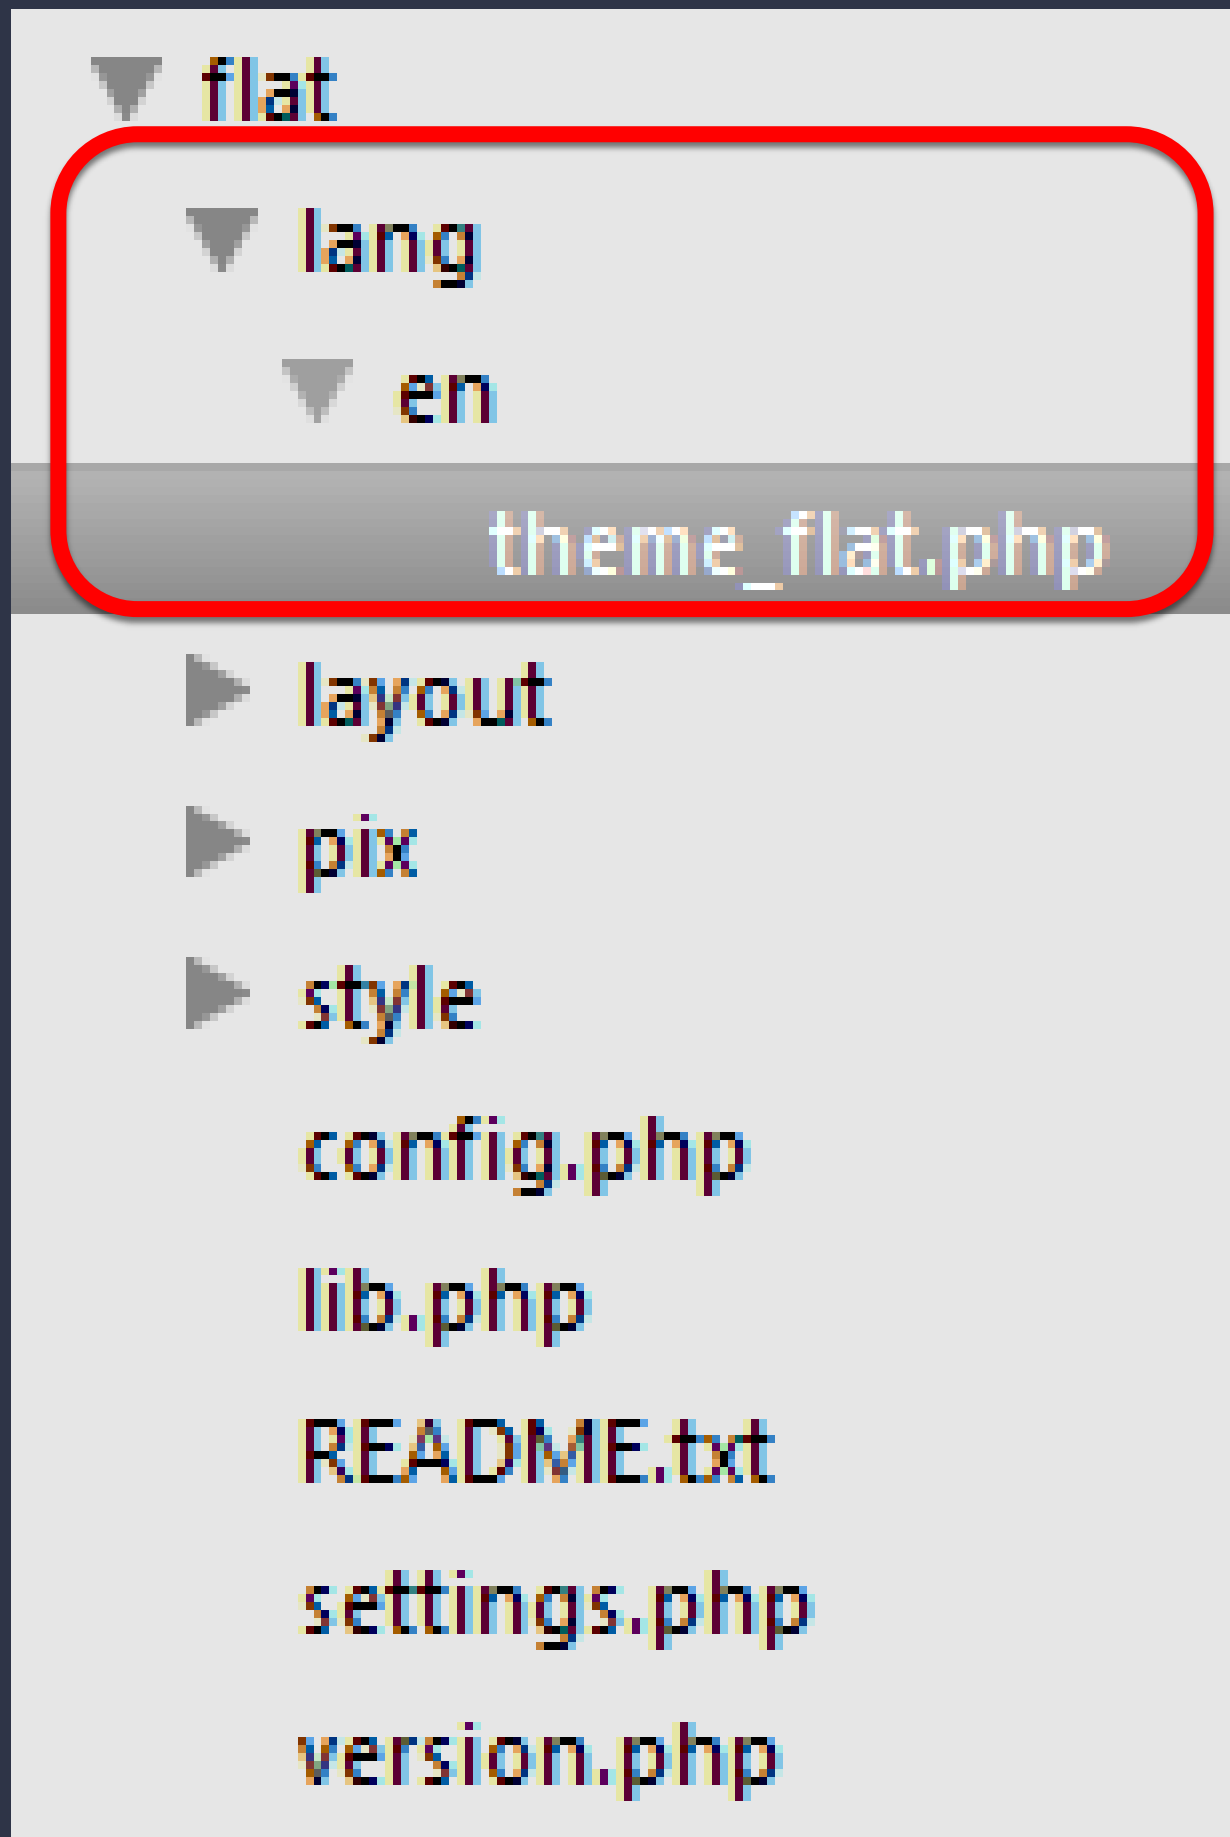 flat
lang
en
theme_flat.php
layout
pix
style
config.php
lib.php
README.txt
settings.php
version.php